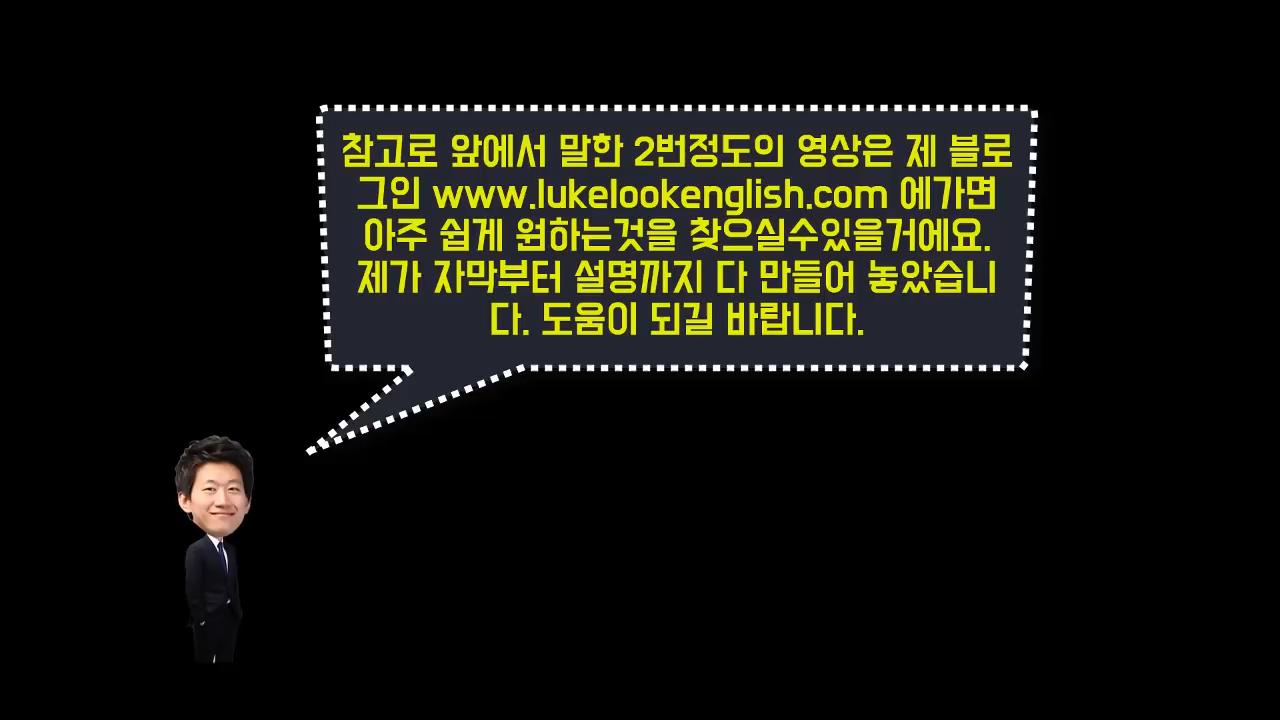 참고로 앞에서 말한 2번정도의 영상은 제 블로
그인 www.lukelookenglish.com 에가면
아주 쉽게 원하는것을 찾으실수있을거에요.
제가 자막부터 설명까지 다 만들어 놓았습니
다. 도움이 되길 바랍니다.